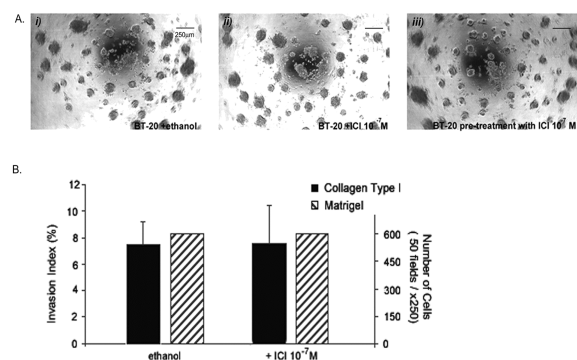 A.
i)
250µm
BT-20 +ethanol
ii)
BT-20 +ICI 10⁻⁷ M
iii)
BT-20 pre-treatment with ICI 10⁻⁷ M
B.
Collagen Type I
Matrigel
Invasion Index (%)
12
10
8
6
4
2
0
600
450
300
150
0
Number of Cells
( 50 fields / x250)
ethanol
+ ICI 10⁻⁷M